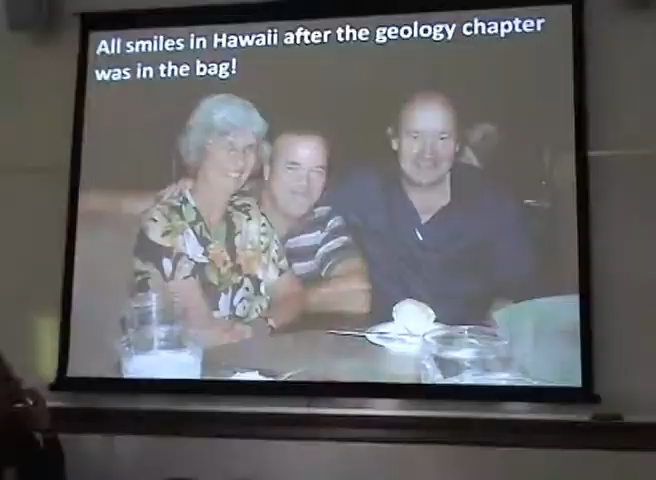 All smiles in Hawaii after the geology chapter
was in the bag!